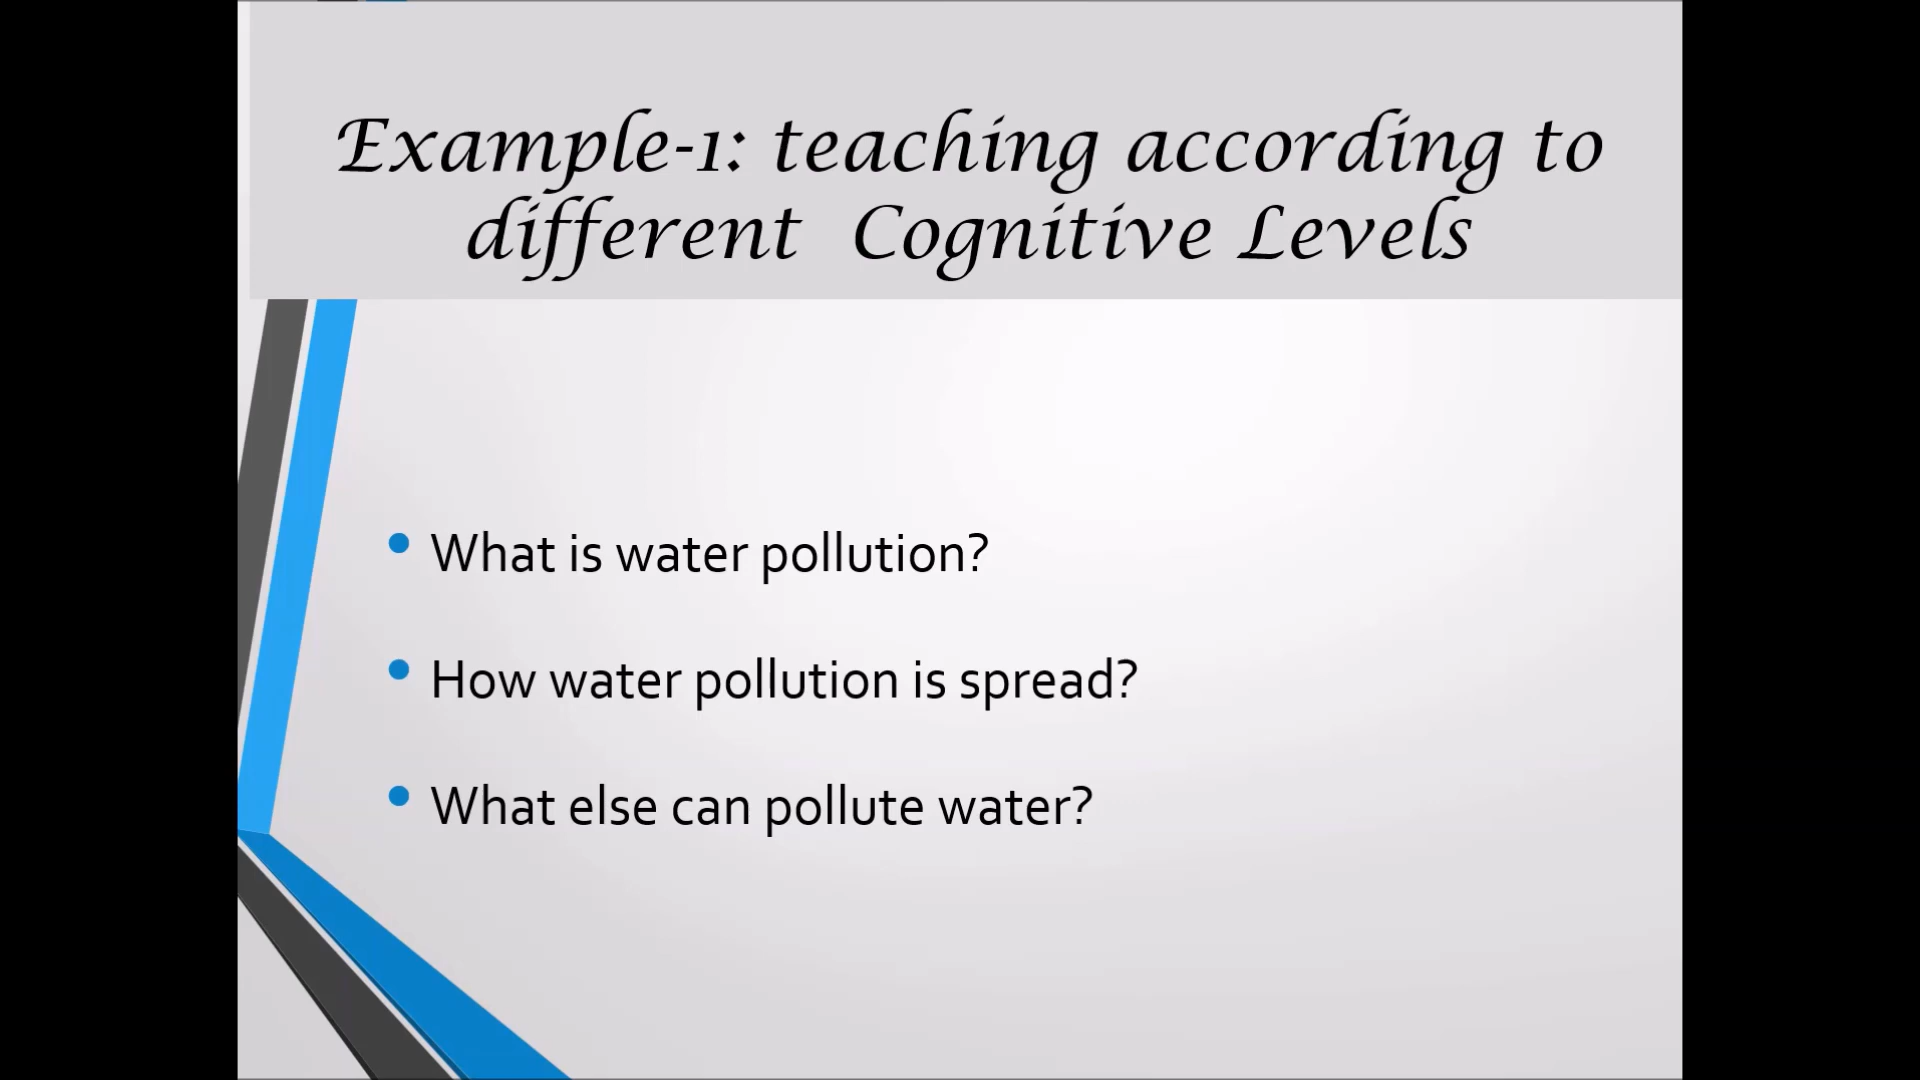 Example-1: teaching according to
different Cognitive Levels
• What is water pollution?
• How water pollution is spread?
• What else can pollute water?